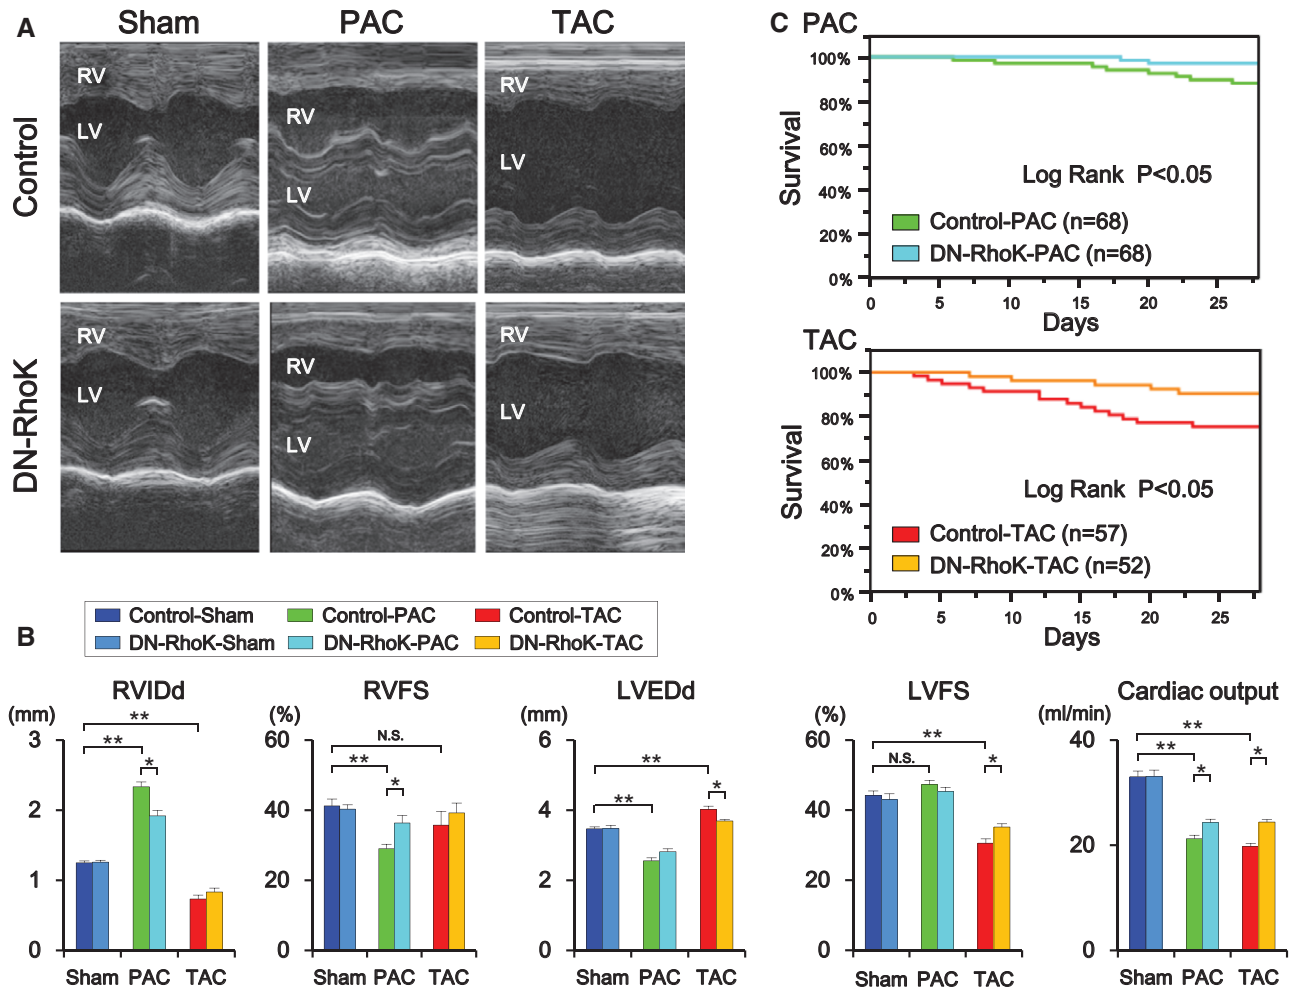 A
Sham
PAC
TAC
Control
RV
LV
RV
LV
RV
LV
DN-RhoK
RV
LV
RV
LV
RV
LV
C
PAC
Survival
100%
80%
60%
40%
20%
0%
Log Rank P<0.05
Control-PAC (n=68)
DN-RhoK-PAC (n=68)
0 5 10 15 20 25
Days
TAC
Survival
100%
80%
60%
40%
20%
0%
Log Rank P<0.05
Control-TAC (n=57)
DN-RhoK-TAC (n=52)
0 5 10 15 20 25
Days
B
Control-Sham Control-PAC Control-TAC
DN-RhoK-Sham DN-RhoK-PAC DN-RhoK-TAC
RVIDd
(mm)
3
2
1
0
**
**
*
Sham PAC TAC
RVFS
(%)
60
40
20
0
N.S.
**
*
Sham PAC TAC
LVEDd
(mm)
6
4
2
0
**
**
*
Sham PAC TAC
LVFS
(%)
60
40
20
0
**
N.S.
*
Sham PAC TAC
Cardiac output
(ml/min)
40
20
0
**
**
*
*
Sham PAC TAC